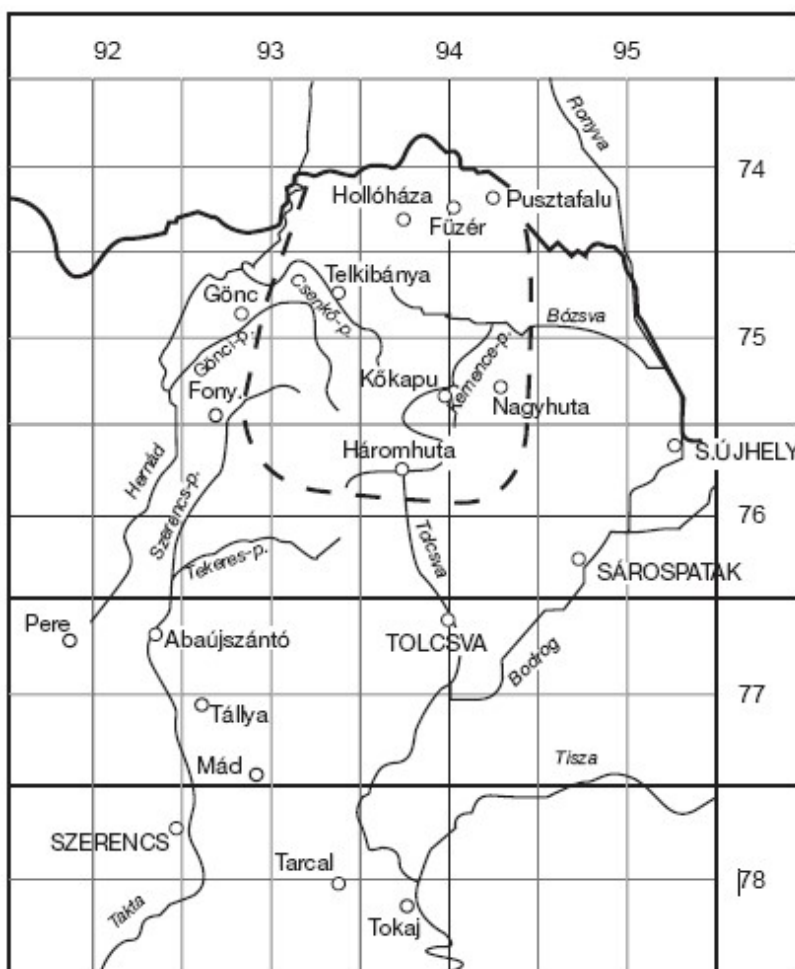 92 93 94 95
Ronyva
74
Hollóháza
Pusztafalu
Füzér
Telkibánya
Gönc
Csenkő-p.
Bózsva
75
Gönci-p.
Kemence-p.
Kőkapu
Fony.
Nagyhuta
Háromhuta
S.ÚJHELY
Hernád
Szerencs-p.
76
Tolcsva
Tekeres-p.
SÁROSPATAK
Pere
Abaújszántó
TOLCSVA
Bodrog
77
Tállya
Tisza
Mád
SZERENCS
Tarcal
78
Takta
Tokaj